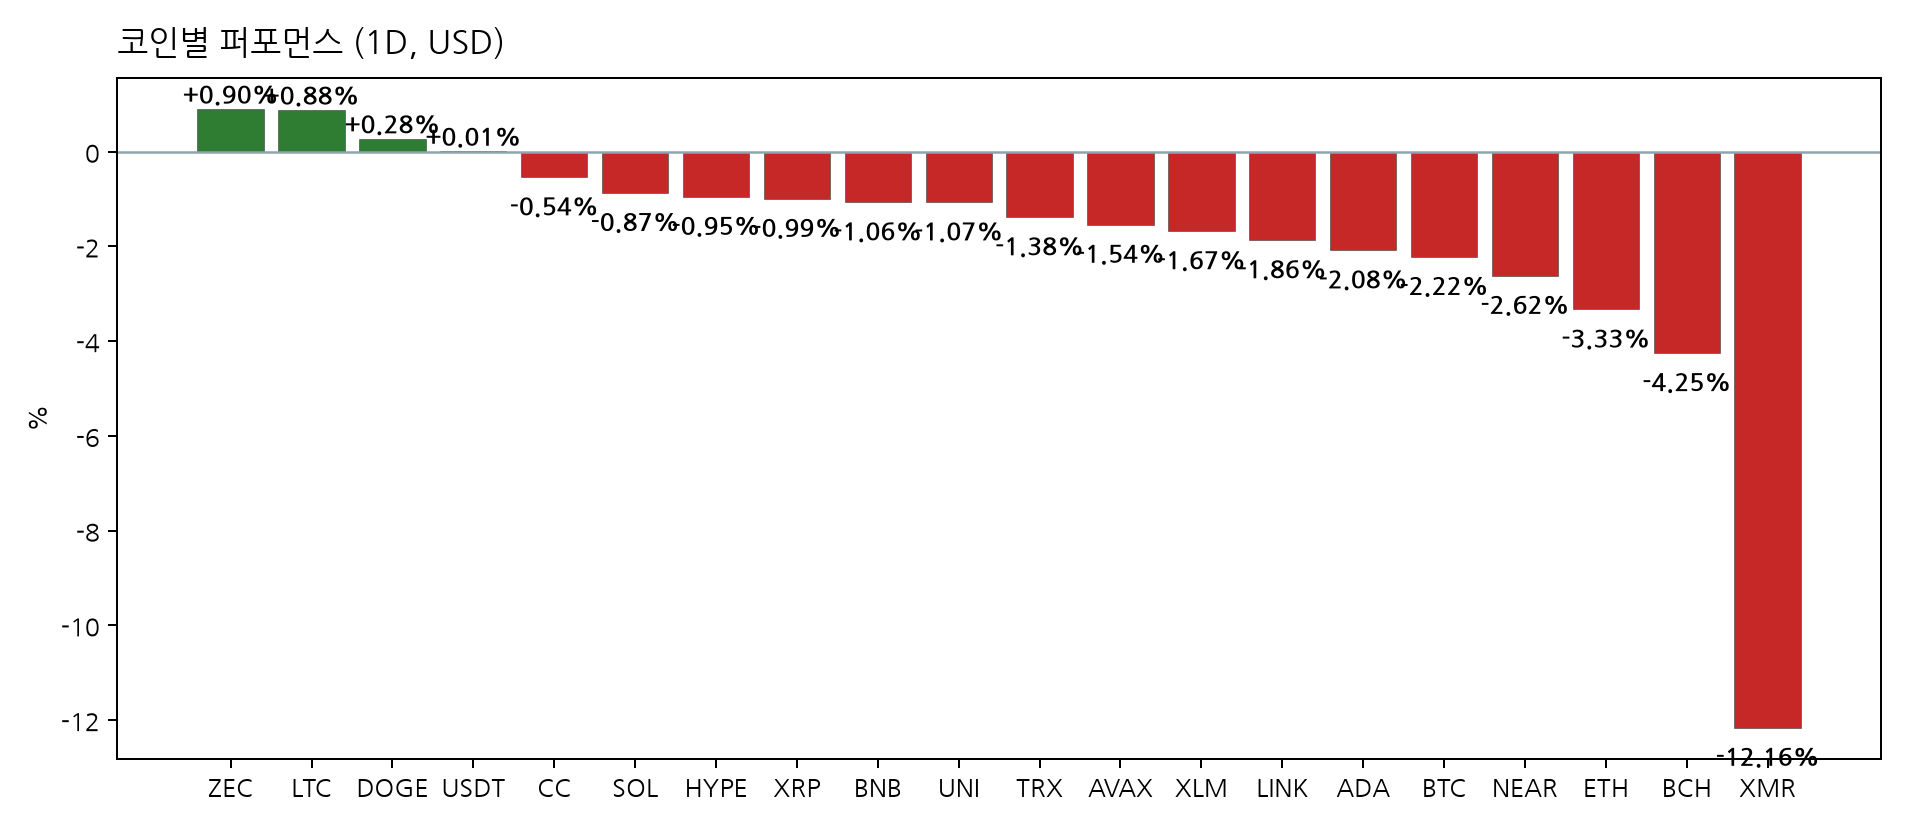 코인별 퍼포먼스 (1D, USD)
+0.90% +0.88% +0.28% +0.01% -0.54% -0.87% -0.95% -0.99% -1.06% -1.07% -1.38% -1.54% -1.67% -1.86% -2.08% -2.22% -2.62% -3.33% -4.25% -12.16%
0
-2
-4
-6
-8
-10
-12
%
ZEC LTC DOGE USDT CC SOL HYPE XRP BNB UNI TRX AVAX XLM LINK ADA BTC NEAR ETH BCH XMR